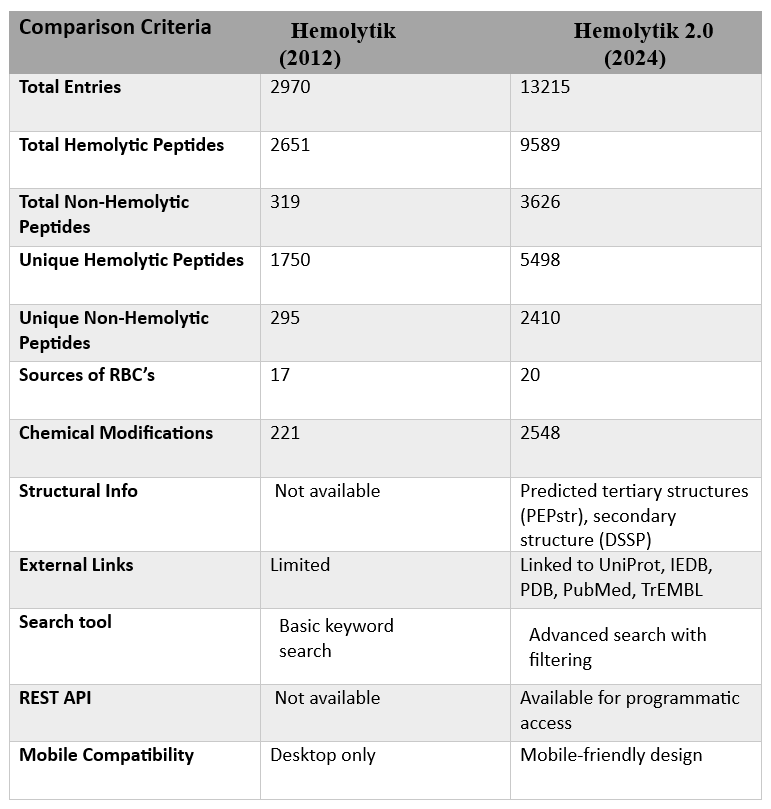 Comparison Criteria Hemolytik Hemolytik 2.0
(2012) (2024)
Total Entries 2970 13215
Total Hemolytic Peptides 2651 9589
Total Non-Hemolytic 319 3626
Peptides
Unique Hemolytic Peptides 1750 5498
Unique Non-Hemolytic 295 2410
Peptides
Sources of RBC’s 17 20
Chemical Modifications 221 2548
Structural Info Not available Predicted tertiary structures
(PEPstr), secondary
structure (DSSP)
External Links Limited Linked to UniProt, IEDB,
PDB, PubMed, TrEMBL
Search tool Basic keyword Advanced search with
search filtering
REST API Not available Available for programmatic
access
Mobile Compatibility Desktop only Mobile-friendly design